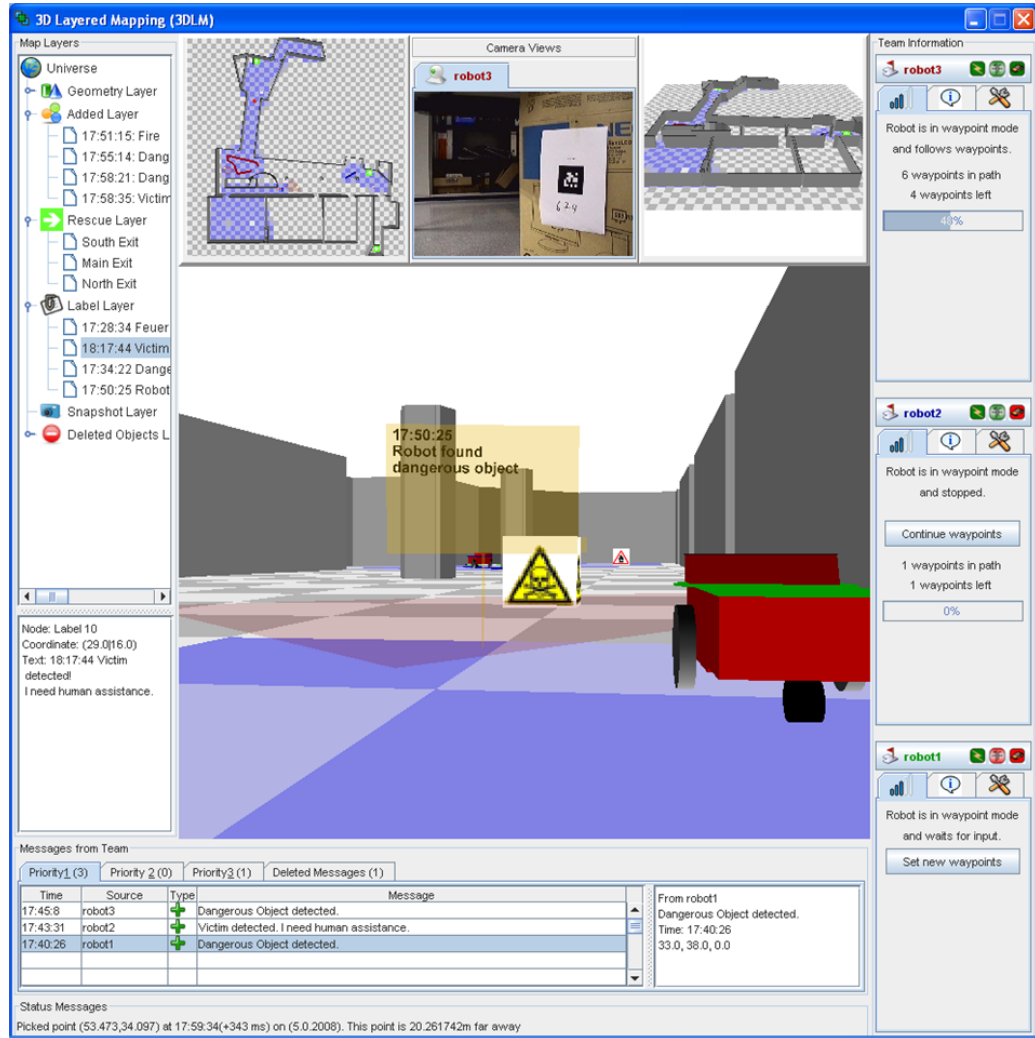 3D Layered Mapping (3DLM)
Map Layers
Universe
Geometry Layer
Added Layer
17:51:15: Fire
17:55:14: Dang
17:58:21: Dang
17:58:35: Victim
Rescue Layer
South Exit
Main Exit
North Exit
Label Layer
17:28:34 Feuer
18:17:44 Victim
17:34:22 Dange
17:50:25 Robot
Snapshot Layer
Deleted Objects L
Node: Label 10
Coordinate: (29.0|16.0)
Text: 18:17:44 Victim
detected!
I need human assistance.
Camera Views
robot3
624
17:50:25
Robot found
dangerous object
Team Information
robot3
Robot is in waypoint mode
and follows waypoints.
6 waypoints in path
4 waypoints left
48%
robot2
Robot is in waypoint mode
and stopped.
Continue waypoints
1 waypoints in path
1 waypoints left
0%
robot1
Robot is in waypoint mode
and waits for input.
Set new waypoints
Messages from Team
Priority1 (3) Priority 2 (0) Priority3 (1) Deleted Messages (1)
Time Source Type Message
17:45:8 robot3 Dangerous Object detected.
17:43:31 robot2 Victim detected. I need human assistance.
17:40:26 robot1 Dangerous Object detected.
From robot1
Dangerous Object detected.
Time: 17:40:26
33.0, 38.0, 0.0
Status Messages
Picked point (53.473,34.097) at 17:59:34(+343 ms) on (5.0.2008). This point is 20.261742m far away